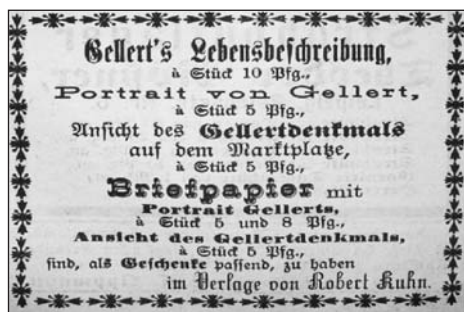 Gellert's Lebensbeschreibung,
à Stück 10 Pfg.,
Portrait von Gellert,
à Stück 5 Pfg.,
Ansicht des Gellertdenkmals
auf dem Marktplatze,
à Stück 5 Pfg.,
Briefpapier mit
Portrait Gellerts,
à Stück 5 und 8 Pfg.,
Ansicht des Gellertdenkmals,
à Stück 5 Pfg.,
sind, als Geschenke passend, zu haben
im Verlage von Robert Kuhn.